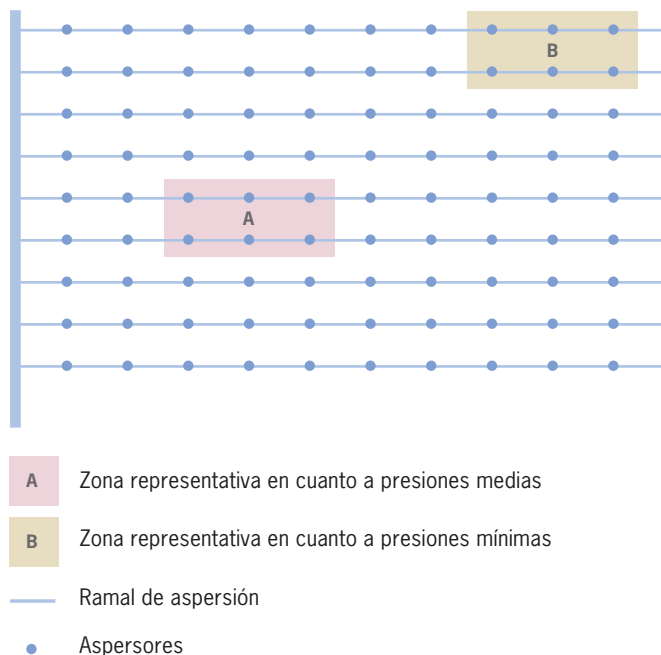 B
A
A Zona representativa en cuanto a presiones medias
B Zona representativa en cuanto a presiones mínimas
Ramal de aspersión
Aspersores